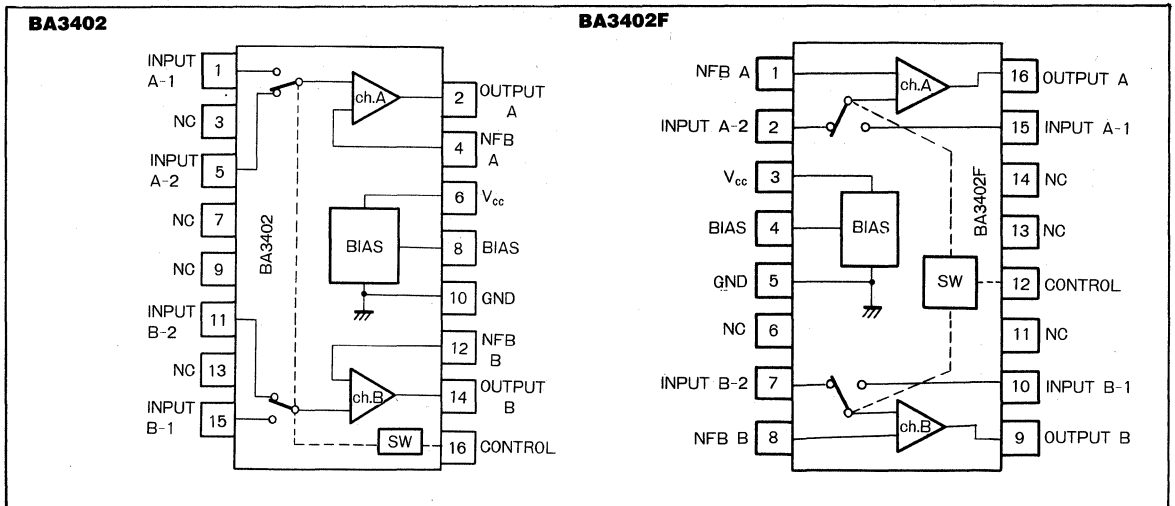 BA3402
INPUT
A-1
1
NC
3
INPUT
A-2
5
NC
7
NC
9
INPUT
B-2
11
NC
13
INPUT
B-1
15
BA3402
ch.A
BIAS
ch.B
SW
2
OUTPUT
A
4
NFB
A
6
Vcc
8
BIAS
10
GND
12
NFB
B
14
OUTPUT
B
16
CONTROL
BA3402F
NFB A
1
INPUT A-2
2
Vcc
3
BIAS
4
GND
5
NC
6
INPUT B-2
7
NFB B
8
ch.A
BIAS
SW
ch.B
BA3402F
16
OUTPUT A
15
INPUT A-1
14
NC
13
NC
12
CONTROL
11
NC
10
INPUT B-1
9
OUTPUT B